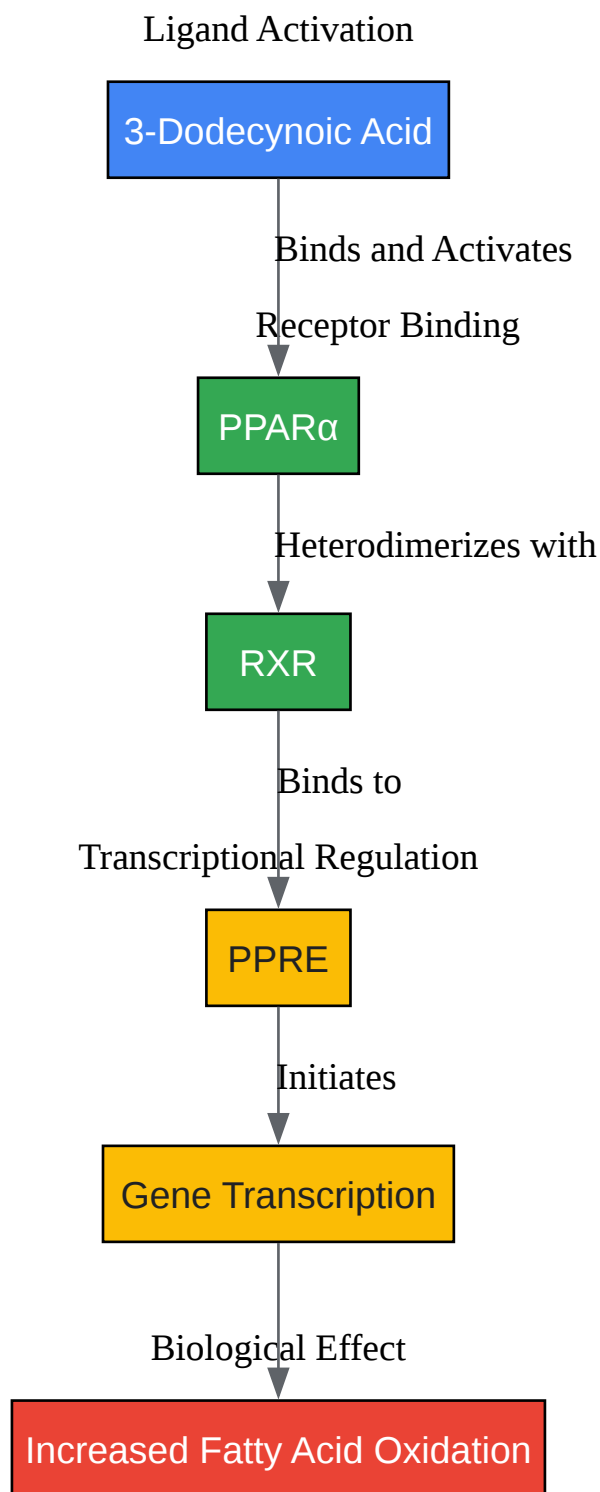 Ligand Activation
3-Dodecynoic Acid
Binds and Activates
Receptor Binding
PPARα
Heterodimerizes with
RXR
Binds to
Transcriptional Regulation
PPRE
Initiates
Gene Transcription
Biological Effect
Increased Fatty Acid Oxidation